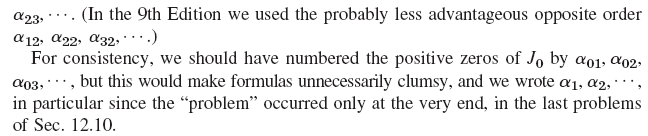 α₂₃, ⋯. (In the 9th Edition we used the probably less advantageous opposite order
α₁₂, α₂₂, α₃₂, ⋯.)
For consistency, we should have numbered the positive zeros of J₀ by α₀₁, α₀₂,
α₀₃, ⋯, but this would make formulas unnecessarily clumsy, and we wrote α₁, α₂, ⋯,
in particular since the “problem” occurred only at the very end, in the last problems
of Sec. 12.10.